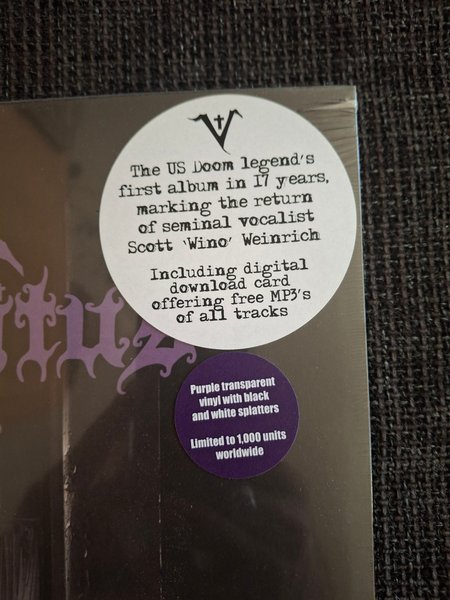 V
The US Doom legend's
first album in 17 years,
marking the return
of seminal vocalist
Scott 'Wino' Weinrich
Including digital
download card
offering free MP3's
of all tracks
tuz
Purple transparent
vinyl with black
and white splatters
Limited to 1,000 units
worldwide